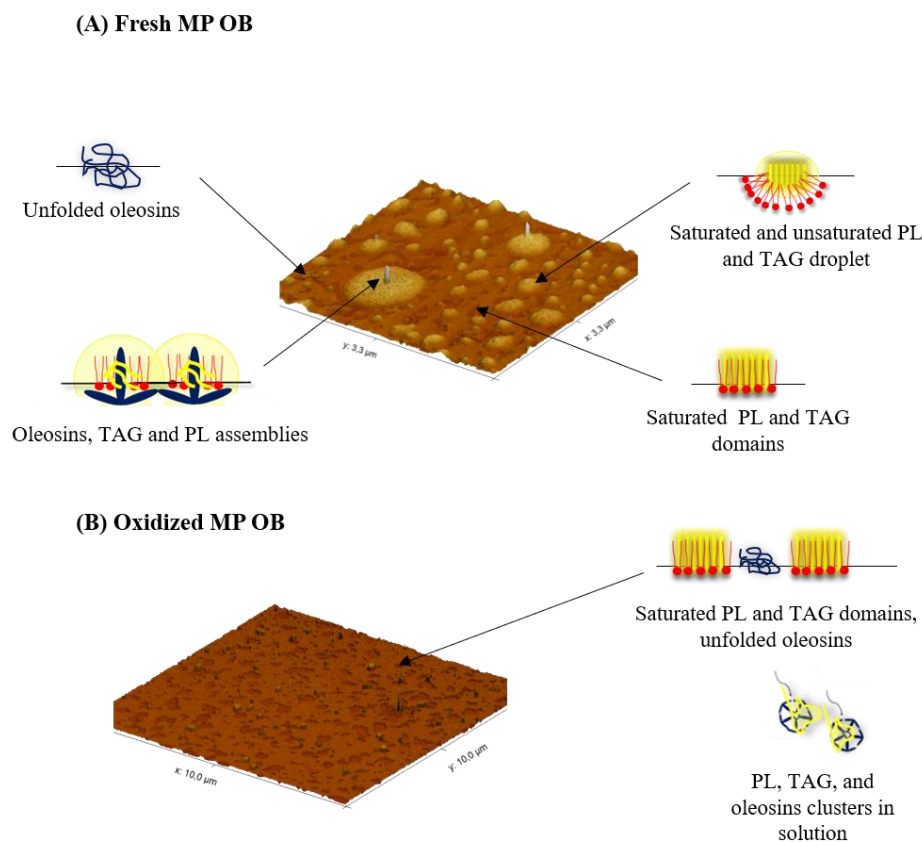 (A) Fresh MP OB
Unfolded oleosins
Saturated and unsaturated PL
and TAG droplet
y: 3,3 µm
x: 3,3 µm
Oleosins, TAG and PL assemblies
Saturated PL and TAG
domains
(B) Oxidized MP OB
Saturated PL and TAG domains,
unfolded oleosins
x: 10,0 µm
y: 10,0 µm
PL, TAG, and
oleosins clusters in
solution